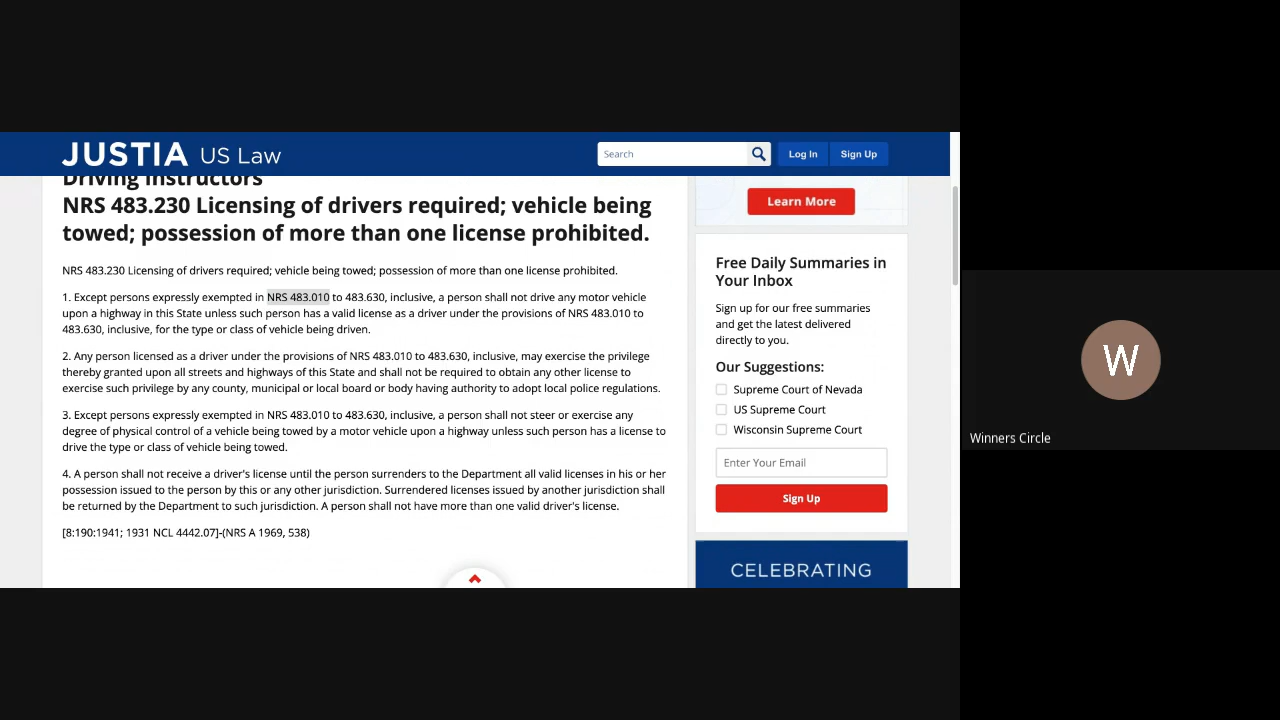 JUSTIA US Law
Search
Log In
Sign Up
Driving Instructors
NRS 483.230 Licensing of drivers required; vehicle being
towed; possession of more than one license prohibited.
NRS 483.230 Licensing of drivers required; vehicle being towed; possession of more than one license prohibited.
1. Except persons expressly exempted in NRS 483.010 to 483.630, inclusive, a person shall not drive any motor vehicle
upon a highway in this State unless such person has a valid license as a driver under the provisions of NRS 483.010 to
483.630, inclusive, for the type or class of vehicle being driven.
2. Any person licensed as a driver under the provisions of NRS 483.010 to 483.630, inclusive, may exercise the privilege
thereby granted upon all streets and highways of this State and shall not be required to obtain any other license to
exercise such privilege by any county, municipal or local board or body having authority to adopt local police regulations.
3. Except persons expressly exempted in NRS 483.010 to 483.630, inclusive, a person shall not steer or exercise any
degree of physical control of a vehicle being towed by a motor vehicle upon a highway unless such person has a license to
drive the type or class of vehicle being towed.
4. A person shall not receive a driver's license until the person surrenders to the Department all valid licenses in his or her
possession issued to the person by this or any other jurisdiction. Surrendered licenses issued by another jurisdiction shall
be returned by the Department to such jurisdiction. A person shall not have more than one valid driver's license.
[8:190:1941; 1931 NCL 4442.07]-(NRS A 1969, 538)
Learn More
Free Daily Summaries in
Your Inbox
Sign up for our free summaries
and get the latest delivered
directly to you.
Our Suggestions:
Supreme Court of Nevada
US Supreme Court
Wisconsin Supreme Court
Enter Your Email
Sign Up
CELEBRATING
W
Winners Circle